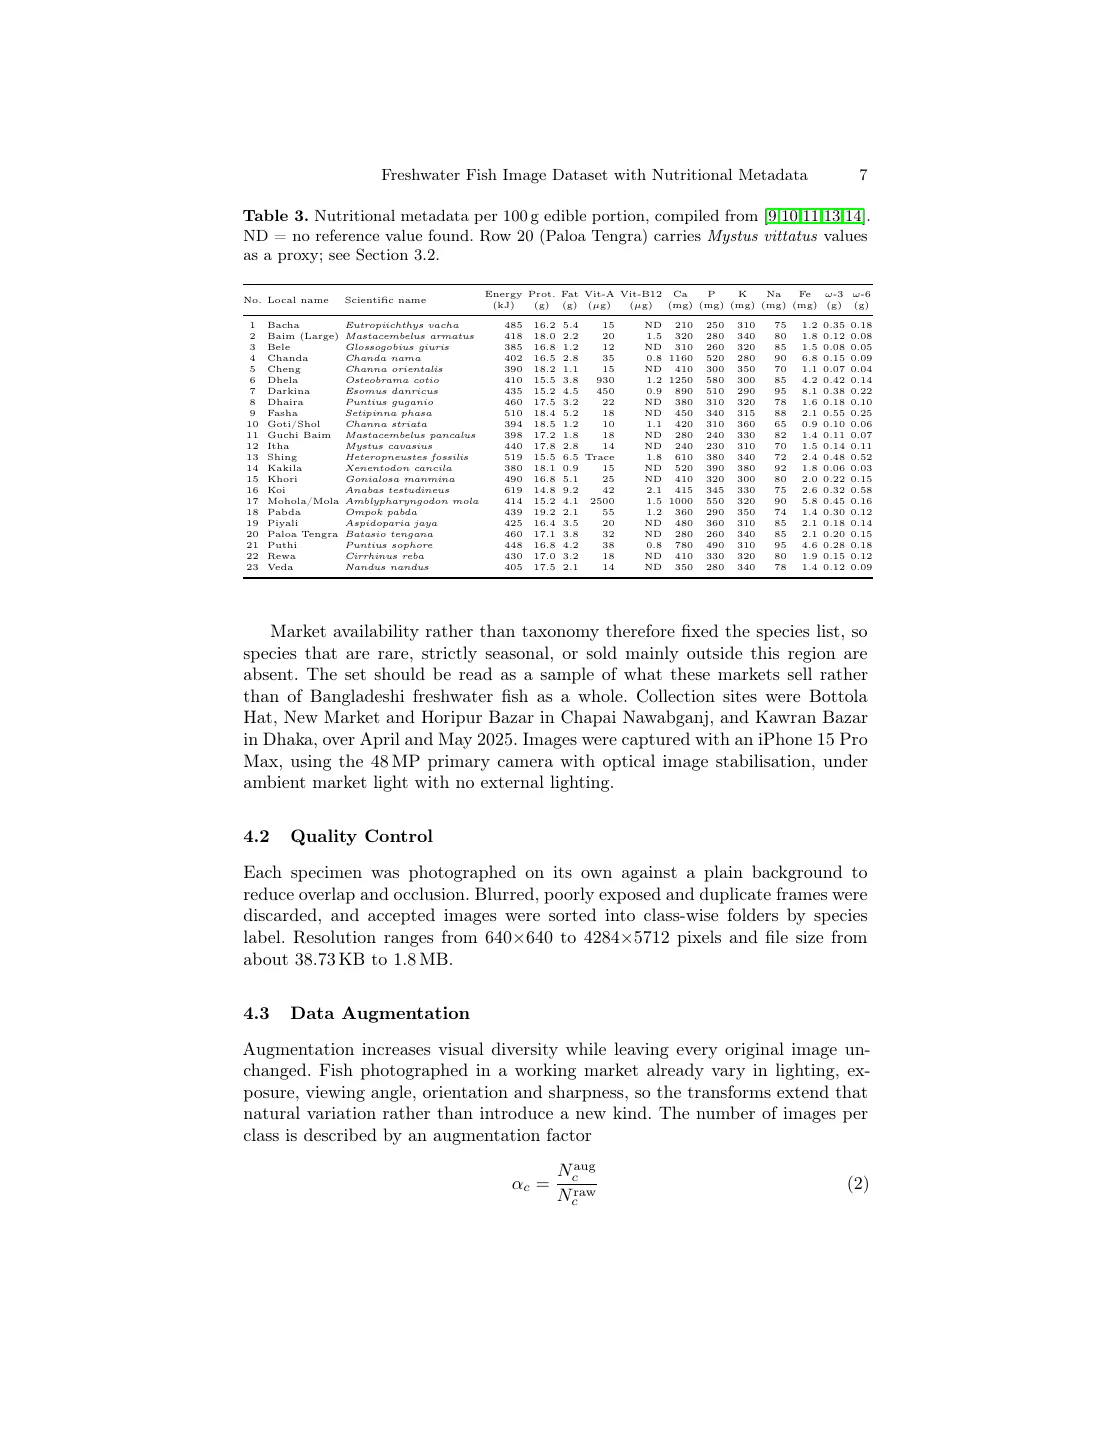 Freshwater Fish Image Dataset with Nutritional Metadata 7
Table 3. Nutritional metadata per 100 g edible portion, compiled from [9,10,11,13,14].
ND = no reference value found. Row 20 (Paloa Tengra) carries Mystus vittatus values
as a proxy; see Section 3.2.
No. Local name Scientific name Energy Prot. Fat Vit-A Vit-B12 Ca P K Na Fe ω-3 ω-6
(kJ) (g) (g) (μg) (μg) (mg) (mg) (mg) (mg) (mg) (g) (g)
1 Bacha Eutropiichthys vacha 485 16.2 5.4 15 ND 210 250 310 75 1.2 0.35 0.18
2 Baim (Large) Mastacembelus armatus 418 18.0 2.2 20 1.5 320 280 340 80 1.8 0.12 0.08
3 Bele Glossogobius giuris 385 16.8 1.2 12 ND 310 260 320 85 1.5 0.08 0.05
4 Chanda Chanda nama 402 16.5 2.8 35 0.8 1160 520 280 90 6.8 0.15 0.09
5 Cheng Channa orientalis 390 18.2 1.1 15 ND 410 300 350 70 1.1 0.07 0.04
6 Dhela Osteobrama cotio 410 15.5 3.8 930 1.2 1250 580 300 85 4.2 0.42 0.14
7 Darkina Esomus danricus 435 15.2 4.5 450 0.9 890 510 290 95 8.1 0.38 0.22
8 Dhaira Puntius guganio 460 17.5 3.2 22 ND 380 310 320 78 1.6 0.18 0.10
9 Fasha Setipinna phasa 510 18.4 5.2 18 ND 450 340 315 88 2.1 0.55 0.25
10 Goti/Shol Channa striata 394 18.5 1.2 10 1.1 420 310 360 65 0.9 0.10 0.06
11 Guchi Baim Mastacembelus pancalus 398 17.2 1.8 18 ND 280 240 330 82 1.4 0.11 0.07
12 Itha Mystus cavasius 440 17.8 2.8 14 ND 240 230 310 70 1.5 0.14 0.11
13 Shing Heteropneustes fossilis 519 15.5 6.5 Trace 1.8 610 380 340 72 2.4 0.48 0.52
14 Kakila Xenentodon cancila 380 18.1 0.9 15 ND 520 390 380 92 1.8 0.06 0.03
15 Khori Gonialosa manmina 490 16.8 5.1 25 ND 410 320 300 80 2.0 0.22 0.15
16 Koi Anabas testudineus 619 14.8 9.2 42 2.1 415 345 330 75 2.6 0.32 0.58
17 Mohola/Mola Amblypharyngodon mola 414 15.2 4.1 2500 1.5 1000 550 320 90 5.8 0.45 0.16
18 Pabda Ompok pabda 439 19.2 2.1 55 1.2 360 290 350 74 1.4 0.30 0.12
19 Piyali Aspidoparia jaya 425 16.4 3.5 20 ND 480 360 310 85 2.1 0.18 0.14
20 Paloa Tengra Batasio tengana 460 17.1 3.8 32 ND 280 260 340 85 2.1 0.20 0.15
21 Puthi Puntius sophore 448 16.8 4.2 38 0.8 780 490 310 95 4.6 0.28 0.18
22 Rewa Cirrhinus reba 430 17.0 3.2 18 ND 410 330 320 80 1.9 0.15 0.12
23 Veda Nandus nandus 405 17.5 2.1 14 ND 350 280 340 78 1.4 0.12 0.09
Market availability rather than taxonomy therefore fixed the species list, so
species that are rare, strictly seasonal, or sold mainly outside this region are
absent. The set should be read as a sample of what these markets sell rather
than of Bangladeshi freshwater fish as a whole. Collection sites were Bottola
Hat, New Market and Horipur Bazar in Chapai Nawabganj, and Kawran Bazar
in Dhaka, over April and May 2025. Images were captured with an iPhone 15 Pro
Max, using the 48 MP primary camera with optical image stabilisation, under
ambient market light with no external lighting.
4.2 Quality Control
Each specimen was photographed on its own against a plain background to
reduce overlap and occlusion. Blurred, poorly exposed and duplicate frames were
discarded, and accepted images were sorted into class-wise folders by species
label. Resolution ranges from 640×640 to 4284×5712 pixels and file size from
about 38.73 KB to 1.8 MB.
4.3 Data Augmentation
Augmentation increases visual diversity while leaving every original image un-
changed. Fish photographed in a working market already vary in lighting, ex-
posure, viewing angle, orientation and sharpness, so the transforms extend that
natural variation rather than introduce a new kind. The number of images per
class is described by an augmentation factor
α_c = N_c^aug / N_c^raw (2)